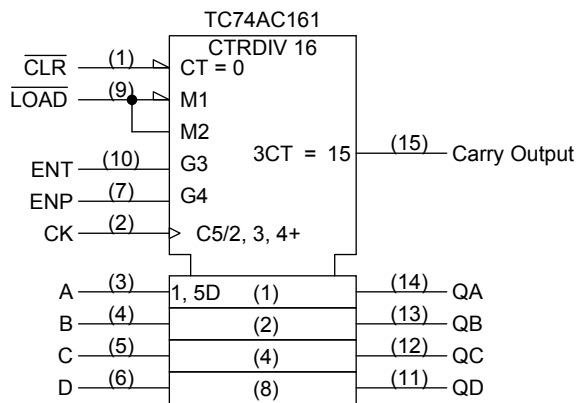 TC74AC161
CTRDIV 16
CLR (1) CT = 0
LOAD (9) M1
M2
ENT (10) G3 3CT = 15 (15) Carry Output
ENP (7) G4
CK (2) C5/2, 3, 4+
A (3) 1, 5D (1) (14) QA
B (4) (2) (13) QB
C (5) (4) (12) QC
D (6) (8) (11) QD